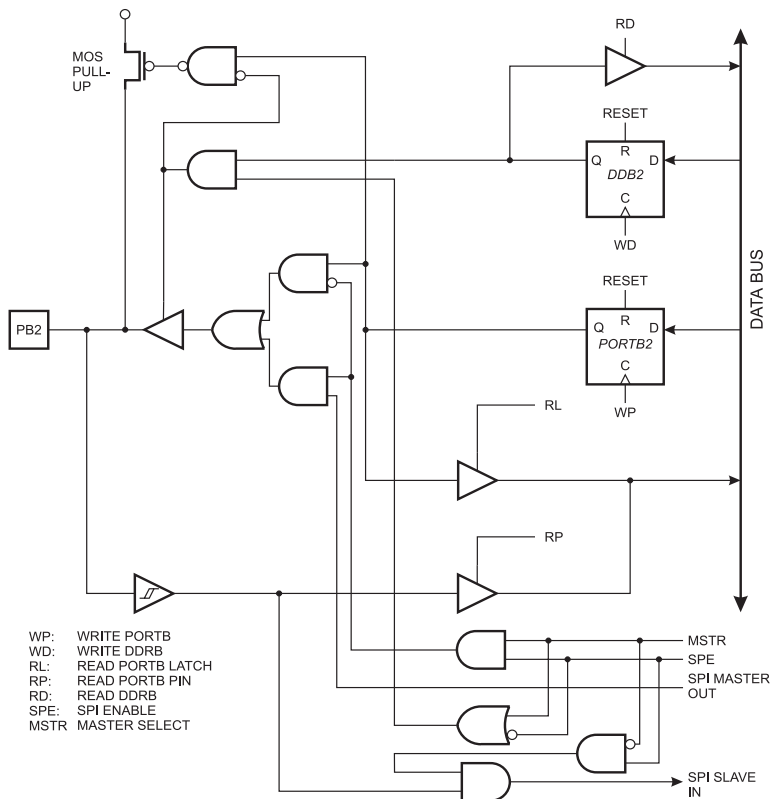 RD
MOS
PULL-
UP
RESET
R
Q
D
DDB2
C
WD
RESET
PB2
R
Q
D
PORTB2
C
WP
DATA BUS
RL
RP
WP: WRITE PORTB
WD: WRITE DDRB
RL: READ PORTB LATCH
RP: READ PORTB PIN
RD: READ DDRB
SPE: SPI ENABLE
MSTR MASTER SELECT
MSTR
SPE
SPI MASTER
OUT
SPI SLAVE
IN